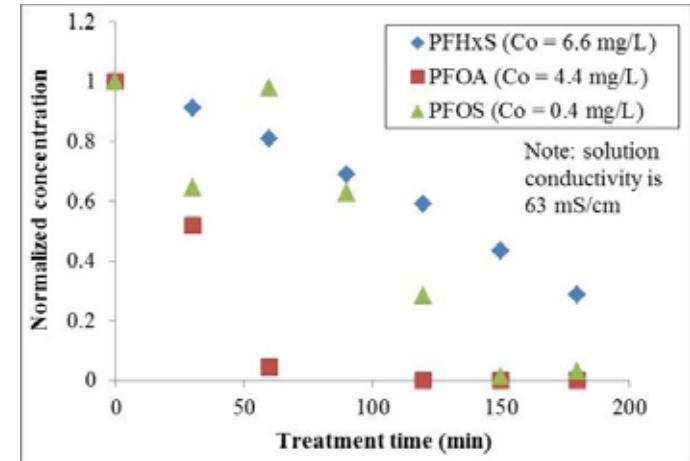 1.2
1
0.8
0.6
0.4
0.2
0
0
50
100
150
200
Normalized concentration
Treatment time (min)
PFHxS (Co = 6.6 mg/L)
PFOA (Co = 4.4 mg/L)
PFOS (Co = 0.4 mg/L)
Note: solution
conductivity is
63 mS/cm